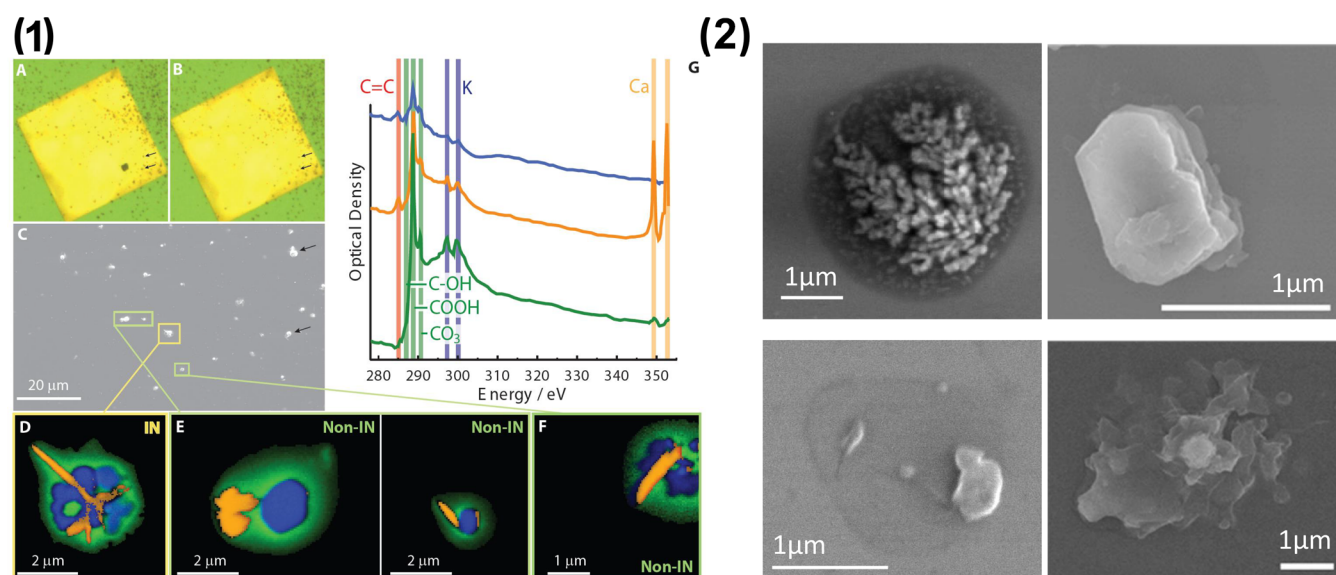 (1)
(2)
A
B
G
C=C
K
Ca
Optical Density
C-OH
COOH
-CO₃
280 290 300 310 320 330 340 350
Energy / eV
C
20 μm
D
IN
2 μm
E
Non-IN
2 μm
Non-IN
2 μm
F
1 μm
Non-IN
1μm
1μm
1μm
1μm